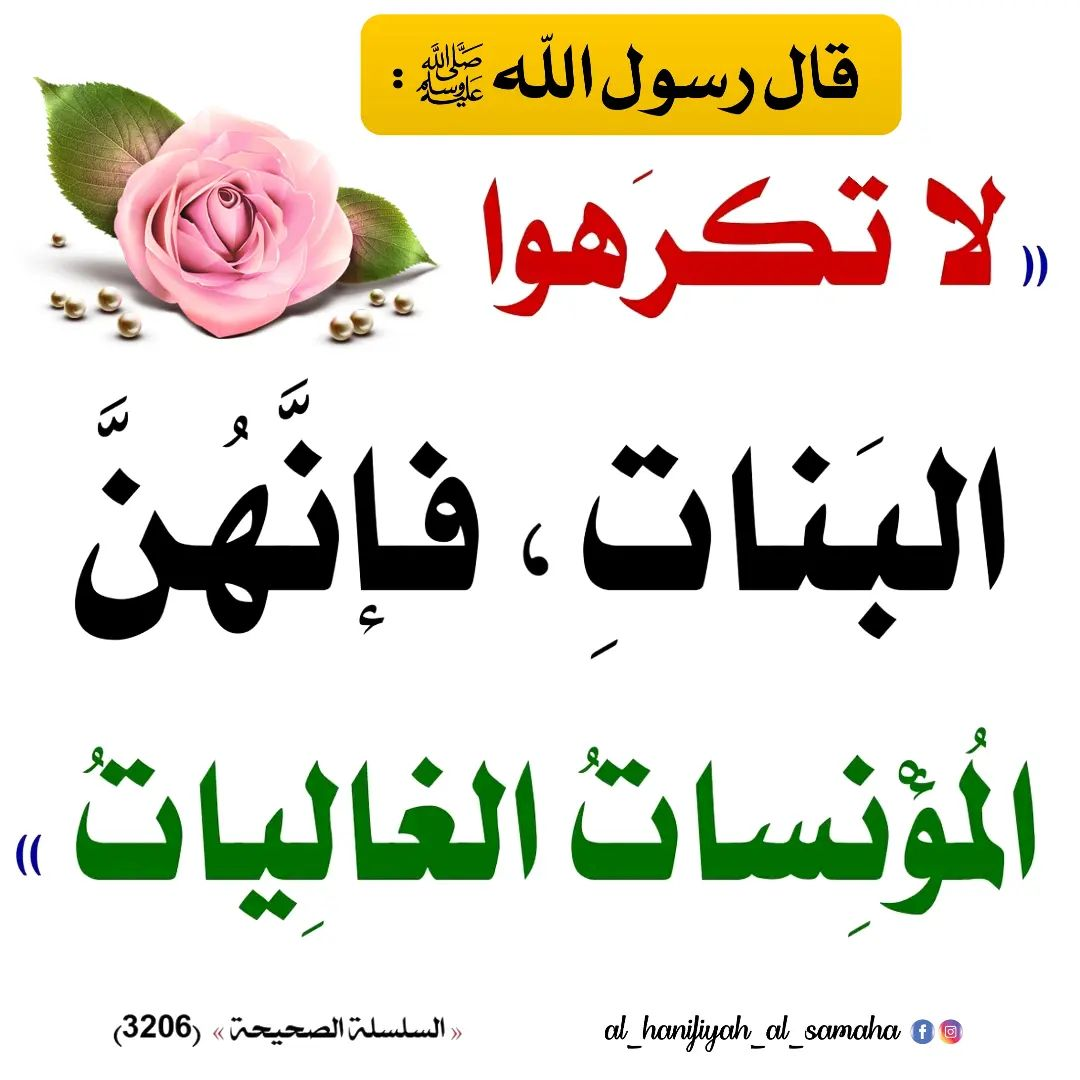 قال رسول الله ﷺ :
(( لا تكرَهوا
البَناتِ ، فإنَّهُنَّ
المُؤْنِساتُ الغالِياتُ ))
« السلسلة الصحيحة » (3206)
al_hanifiyah_al_samaha